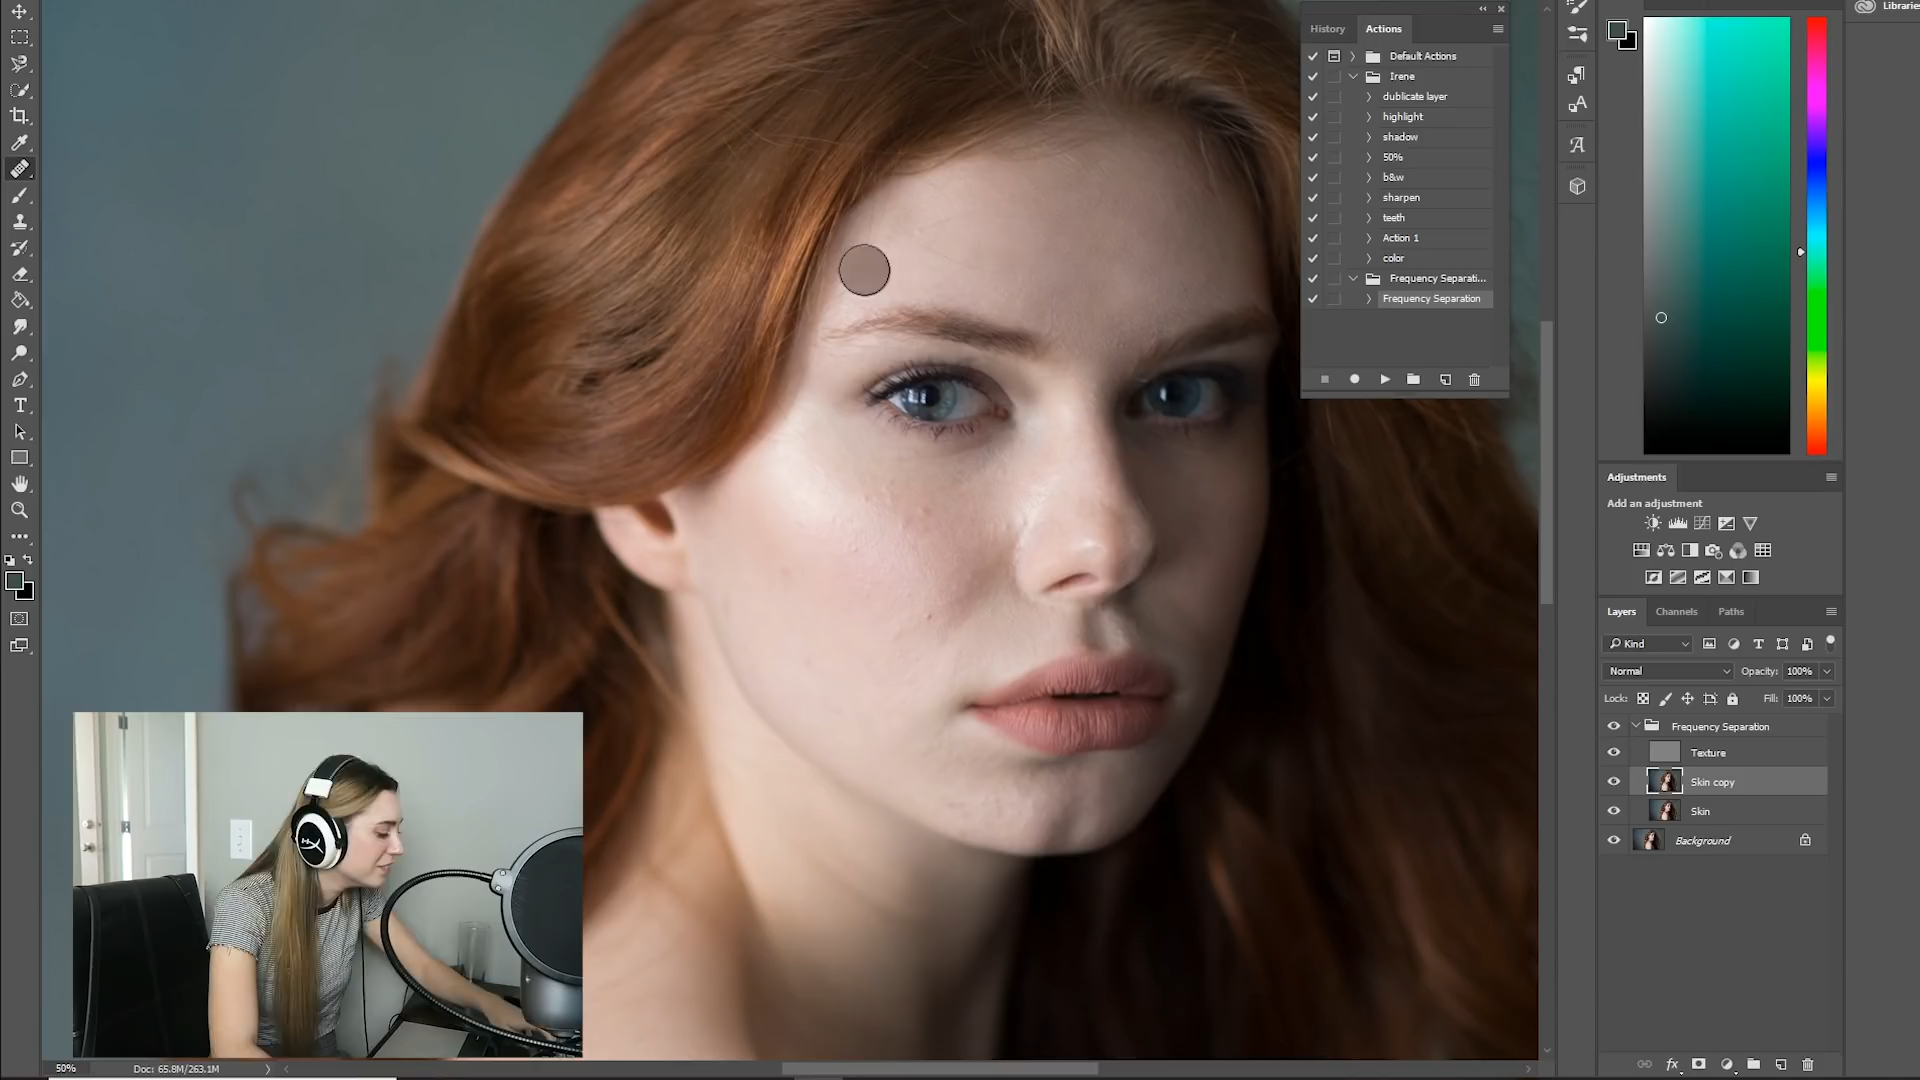 Libraries
History Actions
Default Actions
Irene
dublicate layer
highlight
shadow
50%
b&w
sharpen
teeth
Action 1
color
Frequency Separati...
Frequency Separation
Adjustments
Add an adjustment
Layers Channels Paths
Kind
Normal Opacity: 100%
Lock: Fill: 100%
Frequency Separation
Texture
Skin copy
Skin
Background
fx
50% Doc: 65.8M/263.1M